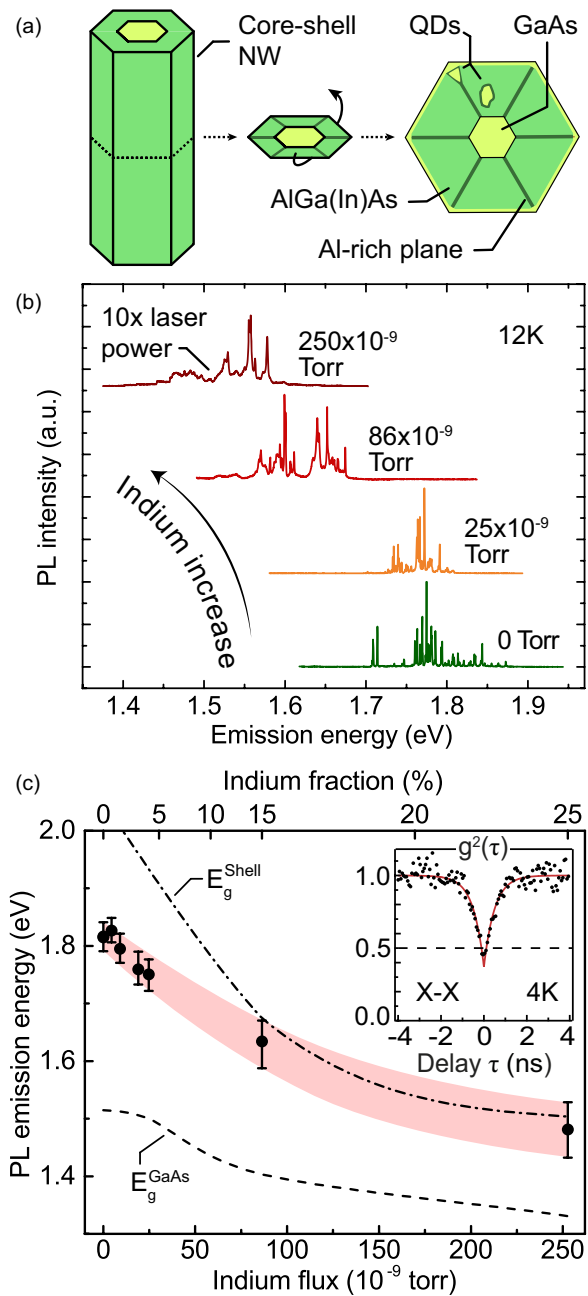 (a)
Core-shell
NW
QDs
GaAs
AlGa(In)As
Al-rich plane
(b)
10x laser
power
250x10⁻⁹
Torr
12K
86x10⁻⁹
Torr
25x10⁻⁹
Torr
0 Torr
Indium increase
PL intensity (a.u.)
1.4 1.5 1.6 1.7 1.8 1.9
Emission energy (eV)
(c)
Indium fraction (%)
0 5 10 15 20 25
2.0
1.8
1.6
1.4
PL emission energy (eV)
E_g^Shell
E_g^GaAs
g²(τ)
1.0
0.5
0.0
X-X
4K
-4 -2 0 2 4
Delay τ (ns)
0 50 100 150 200 250
Indium flux (10⁻⁹ torr)